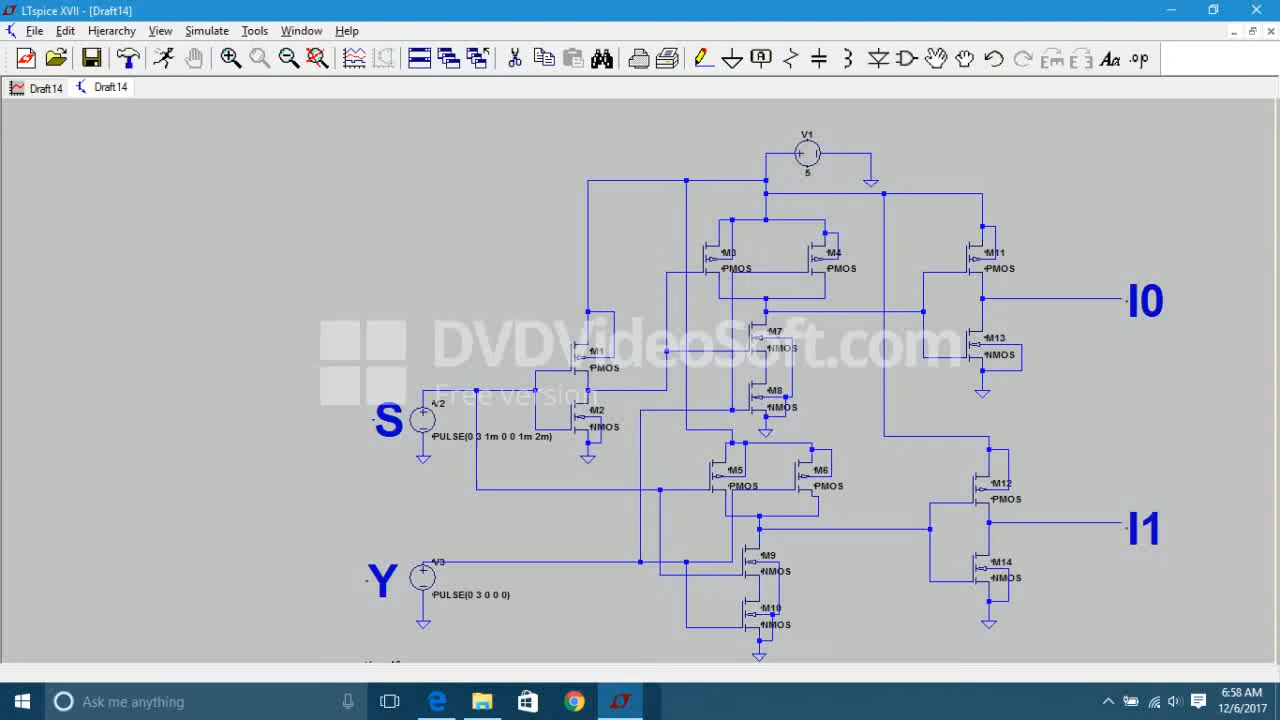 LTspice XVII - [Draft14]
File Edit Hierarchy View Simulate Tools Window Help
Draft14 Draft14
V1
5
M3
PMOS
M4
PMOS
M11
PMOS
I0
M7
NMOS
M13
NMOS
M1
PMOS
M8
NMOS
M2
NMOS
S
V2
PULSE(0 3 1m 0 0 1m 2m)
M5
PMOS
M6
PMOS
M12
PMOS
I1
M9
NMOS
M14
NMOS
Y
V3
PULSE(0 3 0 0 0)
M10
NMOS
DVDVideoSoft.com
Free version
Ask me anything
6:58 AM
12/6/2017